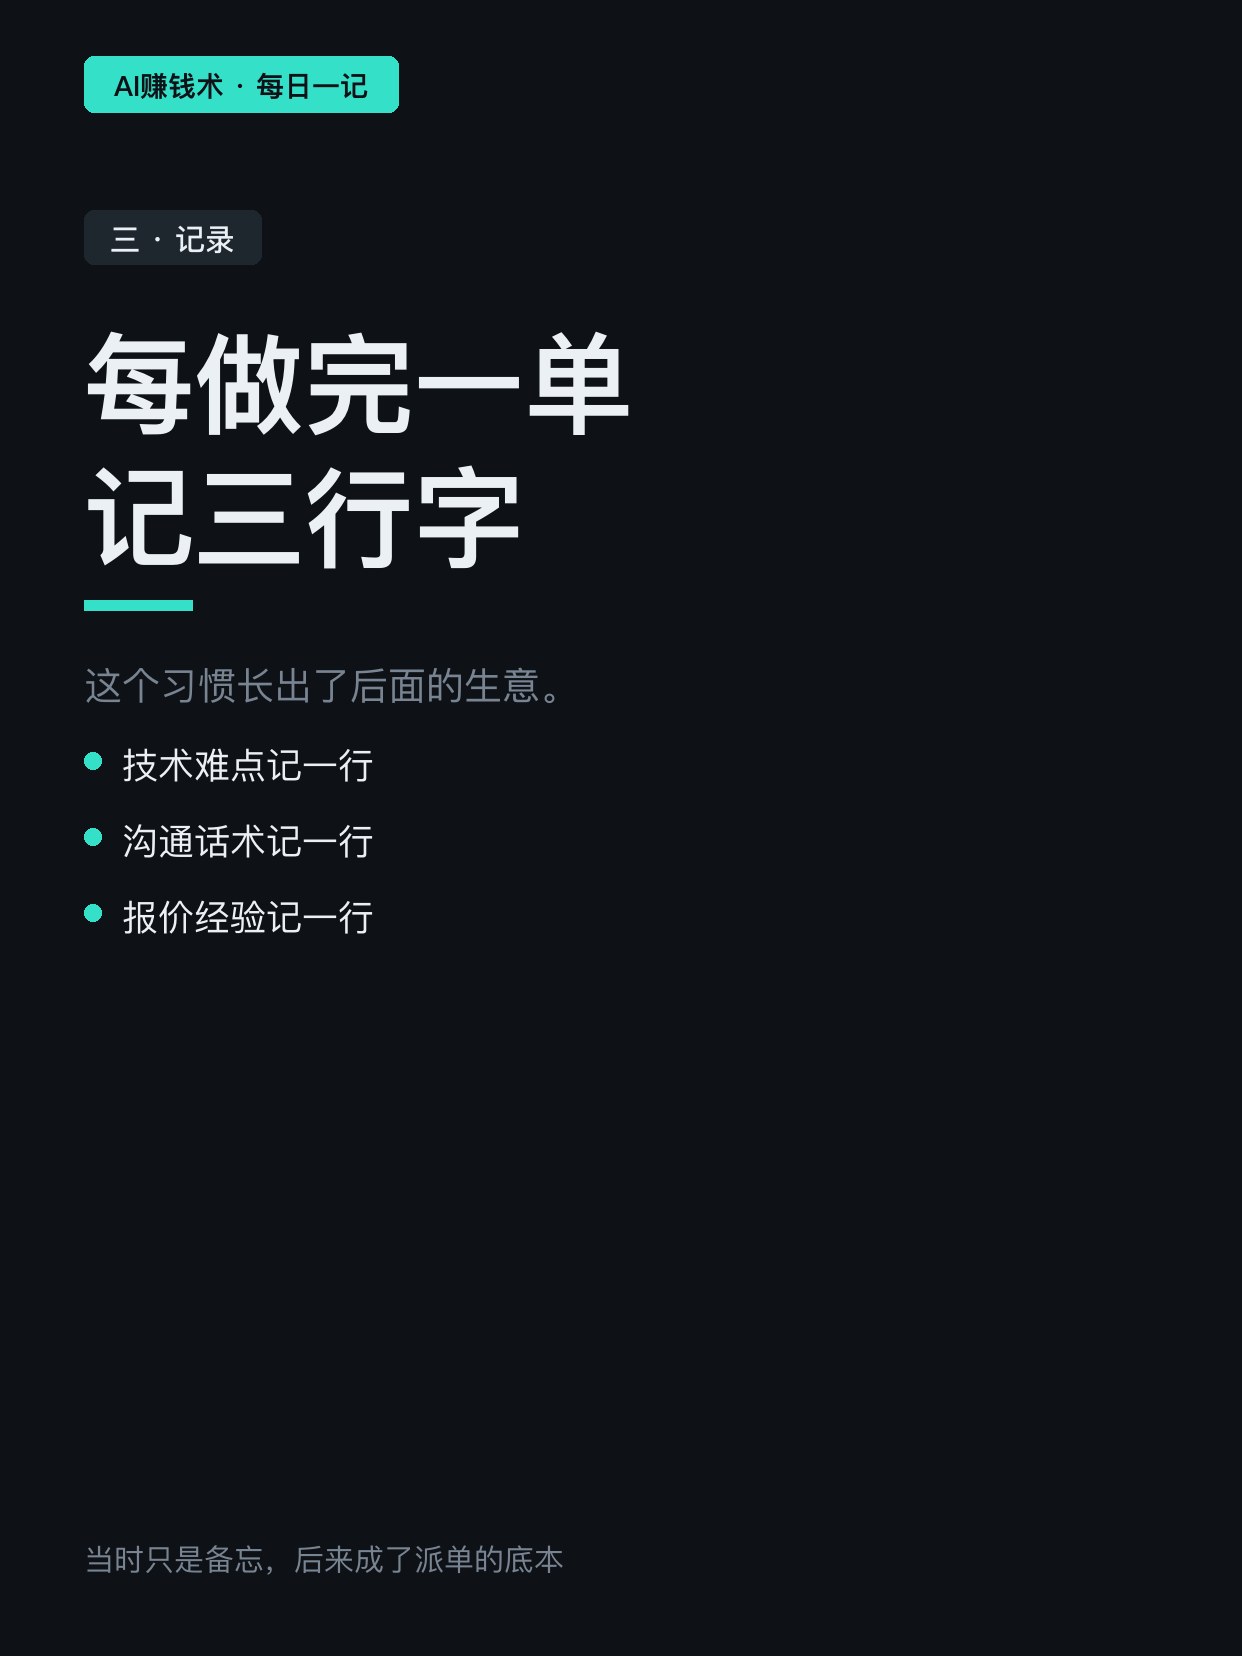 AI赚钱术 · 每日一记
三 · 记录
每做完一单
记三行字
这个习惯长出了后面的生意。
技术难点记一行
沟通话术记一行
报价经验记一行
当时只是备忘，后来成了派单的底本